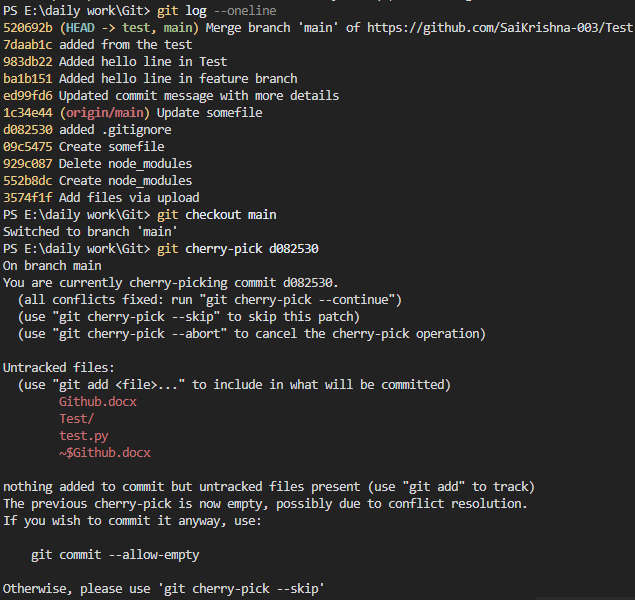 PS E:\daily work\Git> git log --oneline
520692b (HEAD -> test, main) Merge branch 'main' of https://github.com/SaiKrishna-003/Test
7daab1c added from the test
983db22 Added hello line in Test
ba1b151 Added hello line in feature branch
ed99fd6 Updated commit message with more details
1c34e44 (origin/main) Update somefile
d082530 added .gitignore
09c5475 Create somefile
929c087 Delete node_modules
552b8dc Create node_modules
3574f1f Add files via upload
PS E:\daily work\Git> git checkout main
Switched to branch 'main'
PS E:\daily work\Git> git cherry-pick d082530
On branch main
You are currently cherry-picking commit d082530.
  (all conflicts fixed: run "git cherry-pick --continue")
  (use "git cherry-pick --skip" to skip this patch)
  (use "git cherry-pick --abort" to cancel the cherry-pick operation)

Untracked files:
  (use "git add <file>..." to include in what will be committed)
        Github.docx
        Test/
        test.py
        ~$Github.docx

nothing added to commit but untracked files present (use "git add" to track)
The previous cherry-pick is now empty, possibly due to conflict resolution.
If you wish to commit it anyway, use:

    git commit --allow-empty

Otherwise, please use 'git cherry-pick --skip'